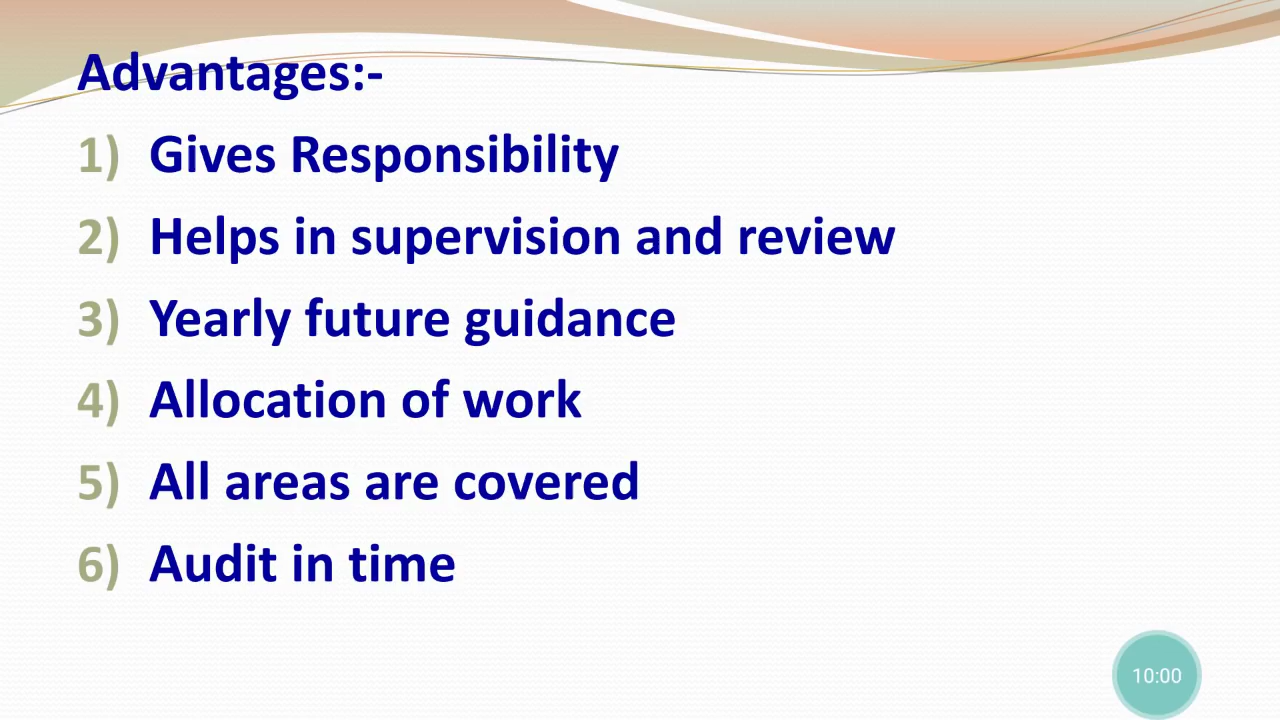 Advantages:-
1) Gives Responsibility
2) Helps in supervision and review
3) Yearly future guidance
4) Allocation of work
5) All areas are covered
6) Audit in time
10:00